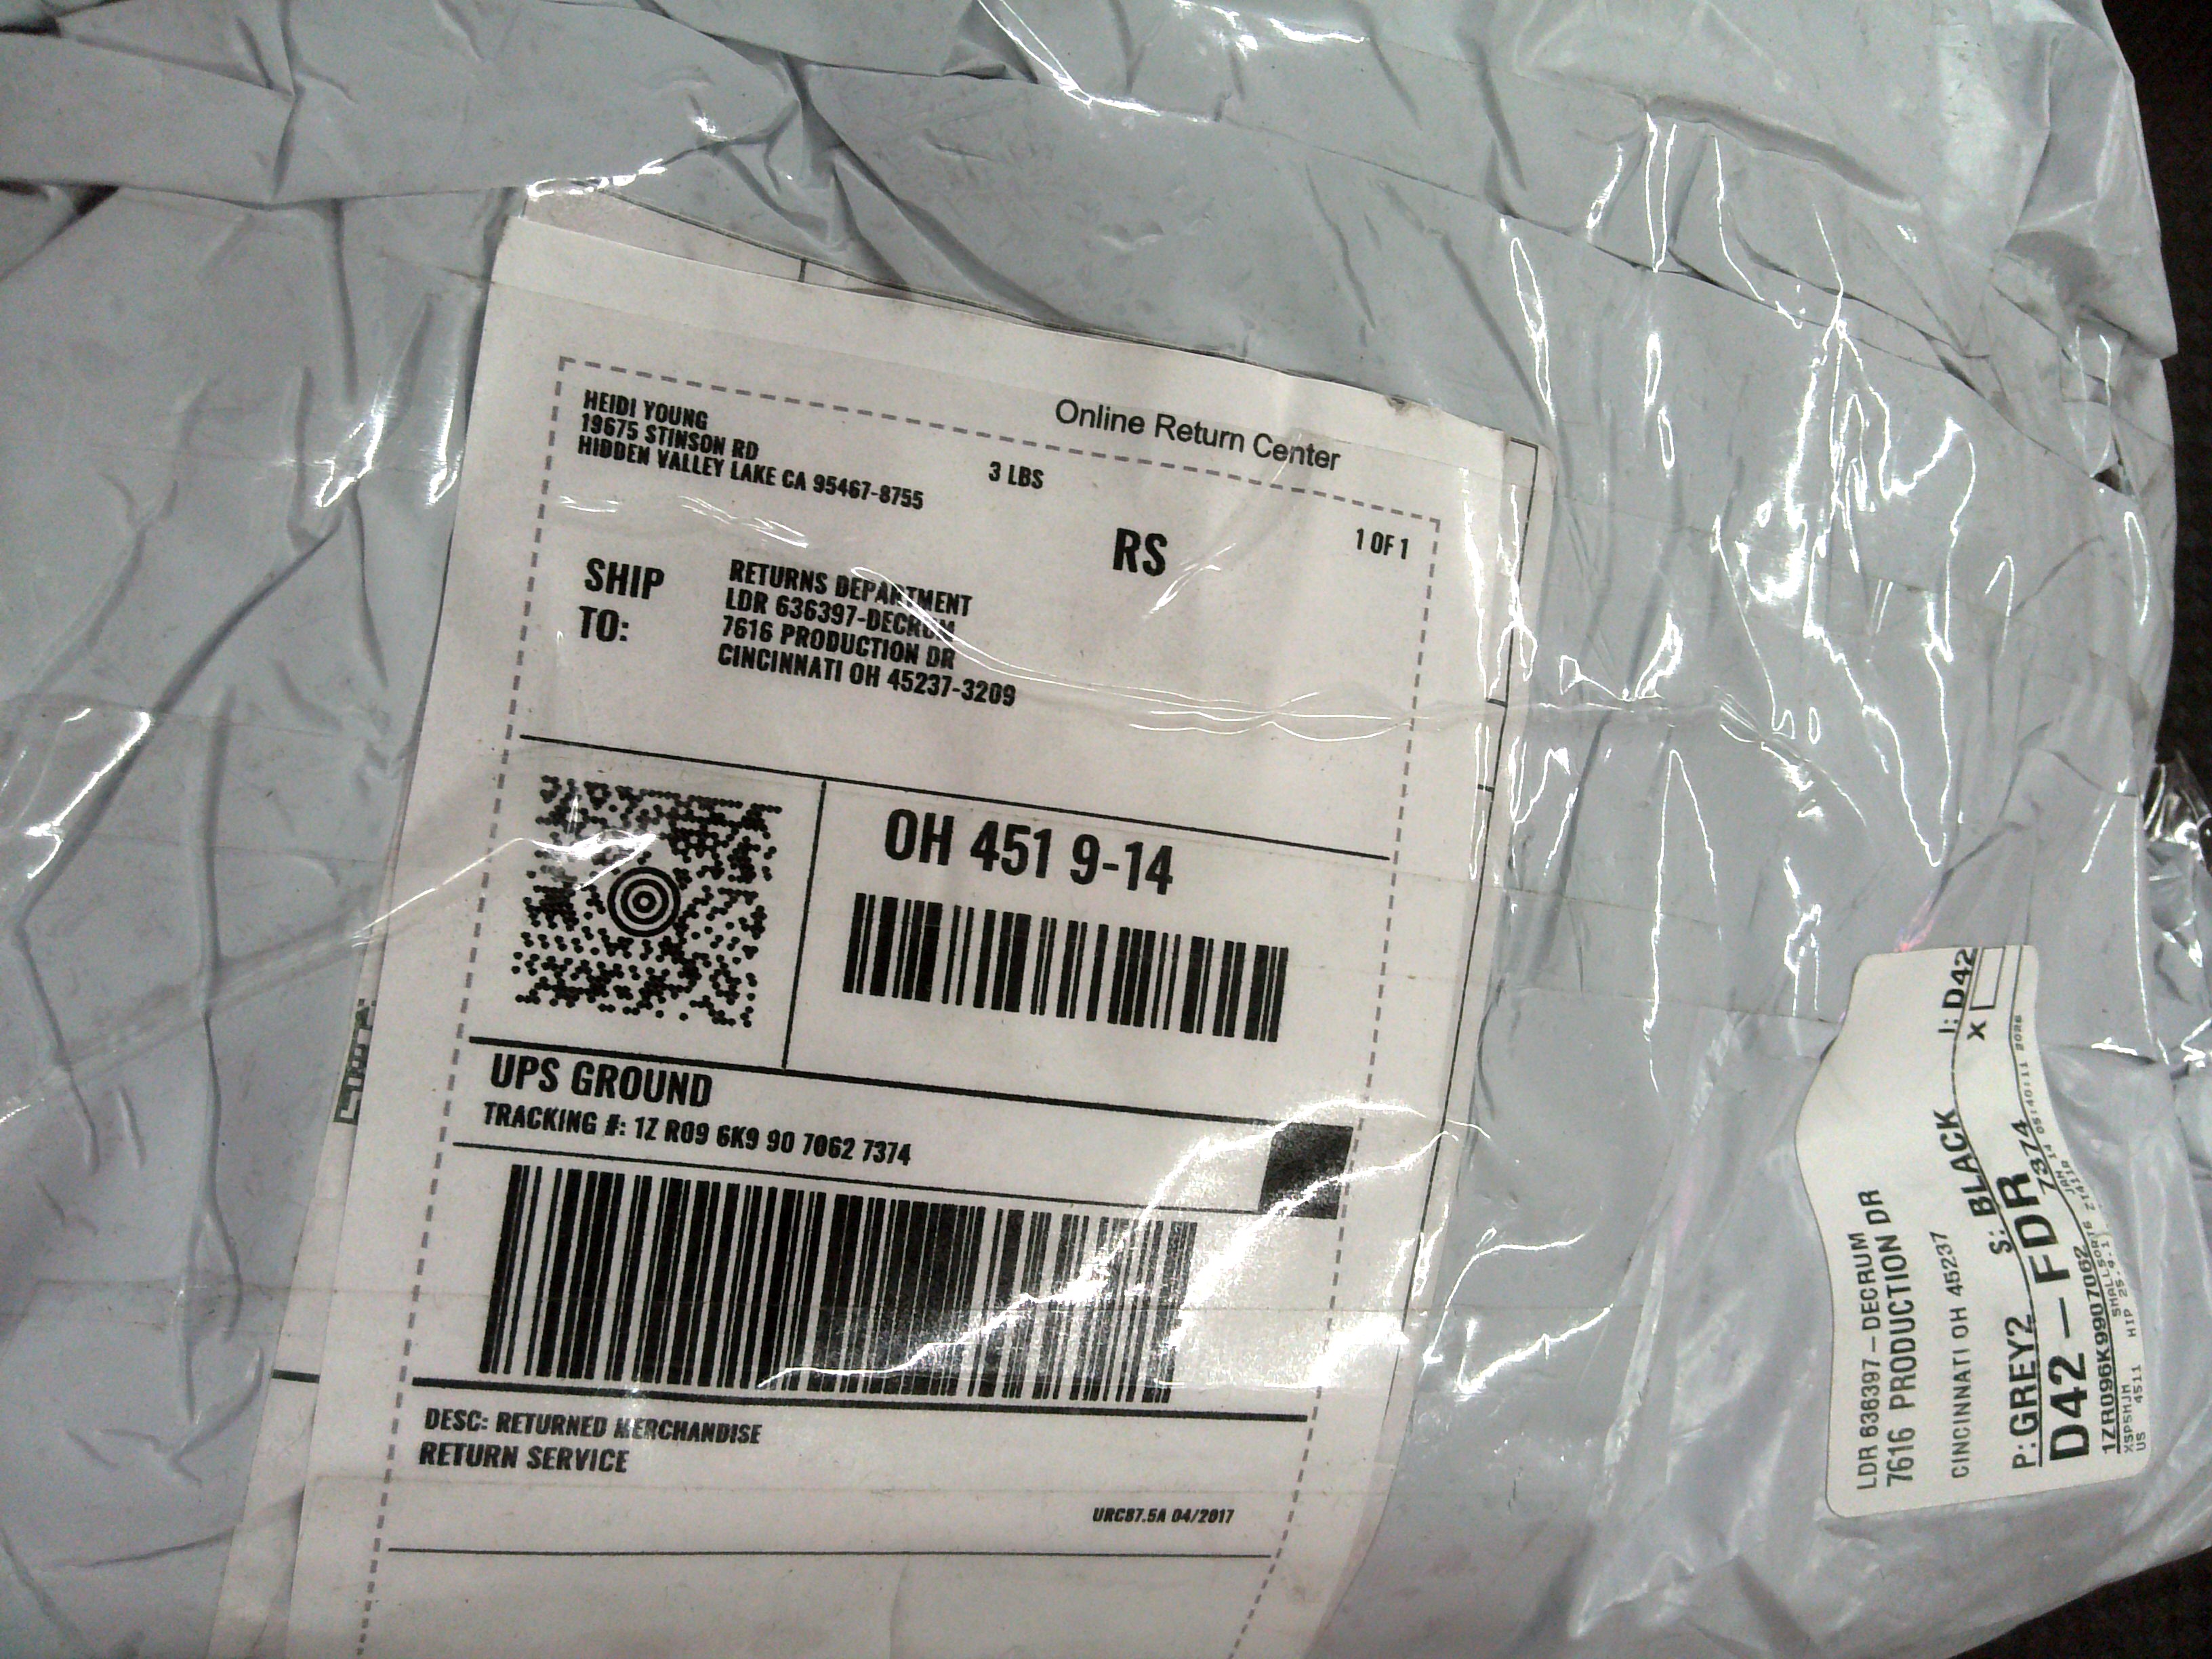 Online Return Center
HEIDI YOUNG
19675 STINSON RD
HIDDEN VALLEY LAKE CA 95467-8755
3 LBS
RS
1 OF 1
SHIP
TO:
RETURNS DEPARTMENT
LDR 636397-DECRUM
7616 PRODUCTION DR
CINCINNATI OH 45237-3209
OH 451 9-14
UPS GROUND
TRACKING #: 1Z R09 6K9 90 7062 7374
DESC: RETURNED MERCHANDISE
RETURN SERVICE
URC87.5A 04/2017
LDR 636397-DECRUM
7616 PRODUCTION DR
CINCINNATI OH 45237
P: GREY2 S: BLACK I: D42
X
D42-FDR
1ZR096K99070627374
US 4511